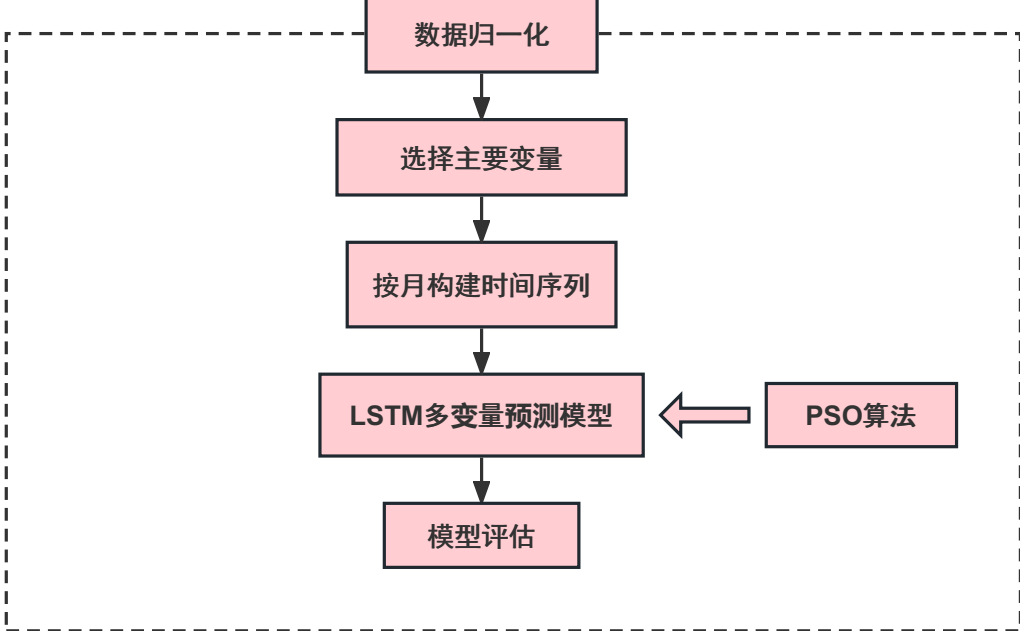 数据归一化
选择主要变量
按月构建时间序列
LSTM多变量预测模型
PSO算法
模型评估